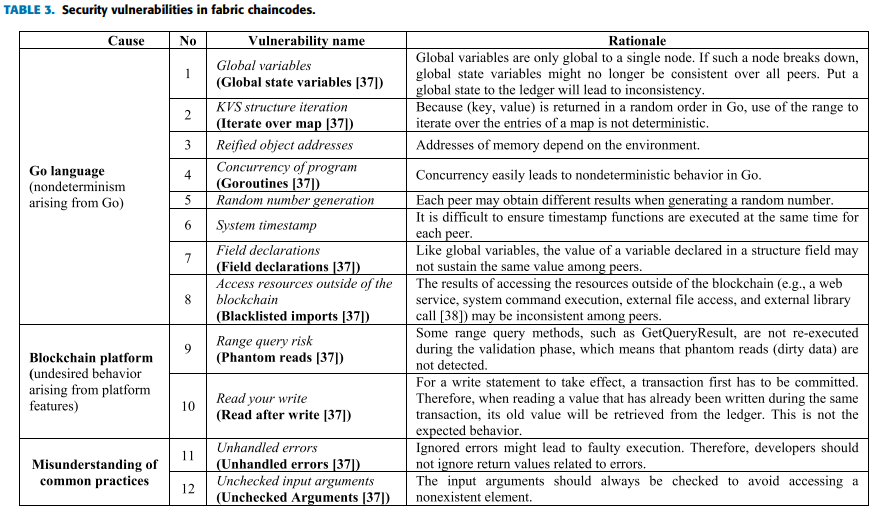 TABLE 3. Security vulnerabilities in fabric chaincodes.
Cause No Vulnerability name Rationale
Go language
(nondeterminism
arising from Go)
1
Global variables
(Global state variables [37])
Global variables are only global to a single node. If such a node breaks down,
global state variables might no longer be consistent over all peers. Put a
global state to the ledger will lead to inconsistency.
2
KVS structure iteration
(Iterate over map [37])
Because (key, value) is returned in a random order in Go, use of the range to
iterate over the entries of a map is not deterministic.
3
Reified object addresses
Addresses of memory depend on the environment.
4
Concurrency of program
(Goroutines [37])
Concurrency easily leads to nondeterministic behavior in Go.
5
Random number generation
Each peer may obtain different results when generating a random number.
6
System timestamp
It is difficult to ensure timestamp functions are executed at the same time for
each peer.
7
Field declarations
(Field declarations [37])
Like global variables, the value of a variable declared in a structure field may
not sustain the same value among peers.
8
Access resources outside of the
blockchain
(Blacklisted imports [37])
The results of accessing the resources outside of the blockchain (e.g., a web
service, system command execution, external file access, and external library
call [38]) may be inconsistent among peers.
Blockchain platform
(undesired behavior
arising from platform
features)
9
Range query risk
(Phantom reads [37])
Some range query methods, such as GetQueryResult, are not re-executed
during the validation phase, which means that phantom reads (dirty data) are
not detected.
10
Read your write
(Read after write [37])
For a write statement to take effect, a transaction first has to be committed.
Therefore, when reading a value that has already been written during the same
transaction, its old value will be retrieved from the ledger. This is not the
expected behavior.
Misunderstanding of
common practices
11
Unhandled errors
(Unhandled errors [37])
Ignored errors might lead to faulty execution. Therefore, developers should
not ignore return values related to errors.
12
Unchecked input arguments
(Unchecked Arguments [37])
The input arguments should always be checked to avoid accessing a
nonexistent element.